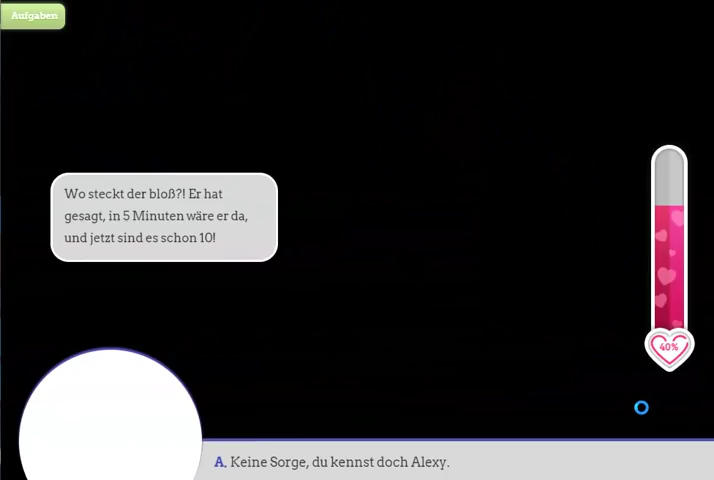 Aufgaben
Wo steckt der bloß?! Er hat
gesagt, in 5 Minuten wäre er da,
und jetzt sind es schon 10!
40%
A. Keine Sorge, du kennst doch Alexy.